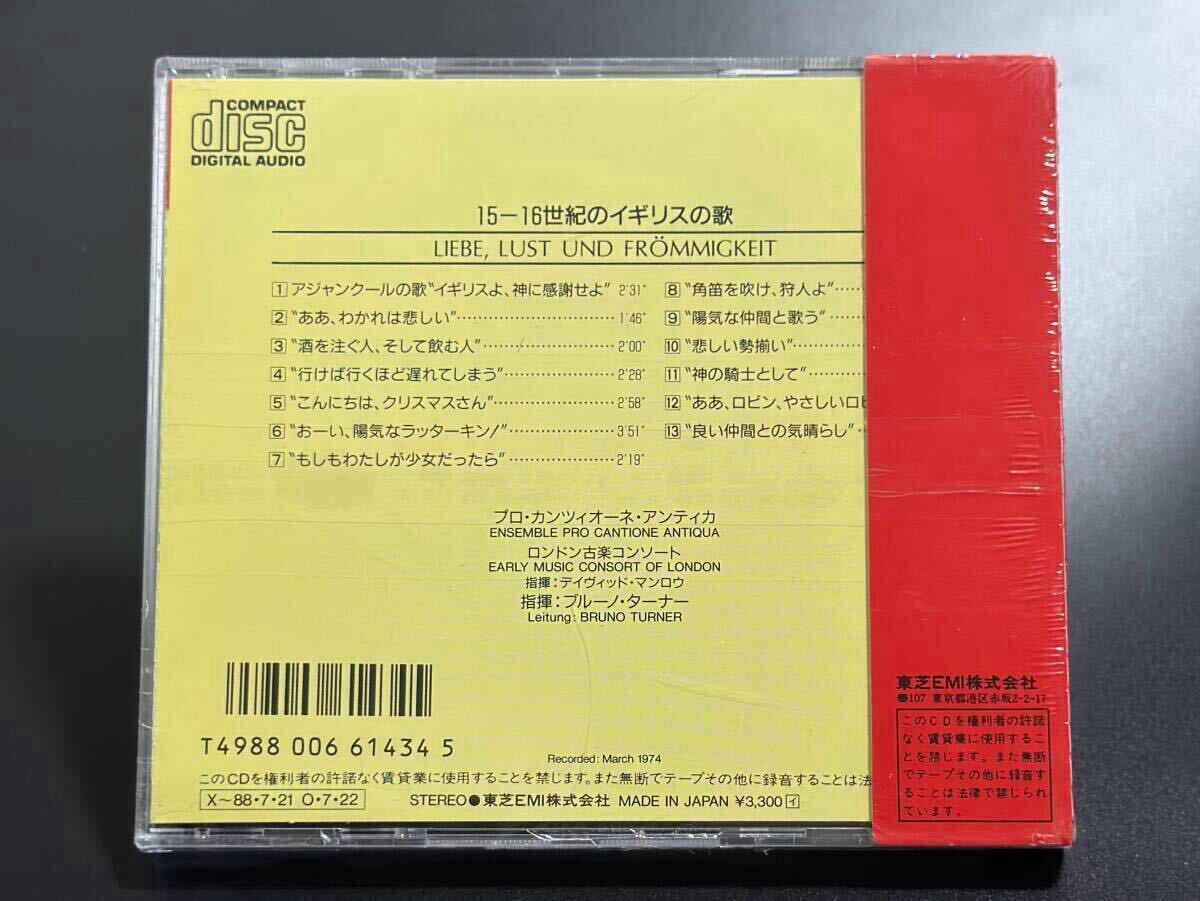 COMPACT
disc
DIGITAL AUDIO
15－16世紀のイギリスの歌
LIEBE, LUST UND FRÖMMIGKEIT
1 アジャンクールの歌“イギリスよ、神に感謝せよ” 2'31"
2 “ああ、わかれは悲しい”………………………… 1'46"
3 “酒を注ぐ人、そして飲む人”…………………… 2'00"
4 “行けば行くほど遅れてしまう”………………… 2'28"
5 “こんにちは、クリスマスさん”………………… 2'58"
6 “おーい、陽気なラッターキン!”……………… 3'51"
7 “もしもわたしが少女だったら”……………… 2'19"
8 “角笛を吹け、狩人よ”……
9 “陽気な仲間と歌う”……
10 “悲しい勢揃い”……
11 “神の騎士として”……
12 “ああ、ロビン、やさしいロビ
13 “良い仲間との気晴らし”…
プロ・カンツィオーネ・アンティカ
ENSEMBLE PRO CANTIONE ANTIQUA
ロンドン古楽コンソート
EARLY MUSIC CONSORT OF LONDON
指揮：デイヴィッド・マンロウ
指揮：ブルーノ・ターナー
Leitung: BRUNO TURNER
T4988 006 61434 5
Recorded: March 1974
このCDを権利者の許諾なく賃貸業に使用することを禁じます。また無断でテープその他に録音することは法
X～88・7・21 O・7・22
STEREO●東芝EMI株式会社 MADE IN JAPAN ¥3,300 イ
東芝EMI株式会社
●107 東京都港区赤坂2-2-17
このCDを権利者の許諾
なく賃貸業に使用するこ
とを禁じます。また無断
でテープその他に録音す
ることは法律で禁じられ
ています。